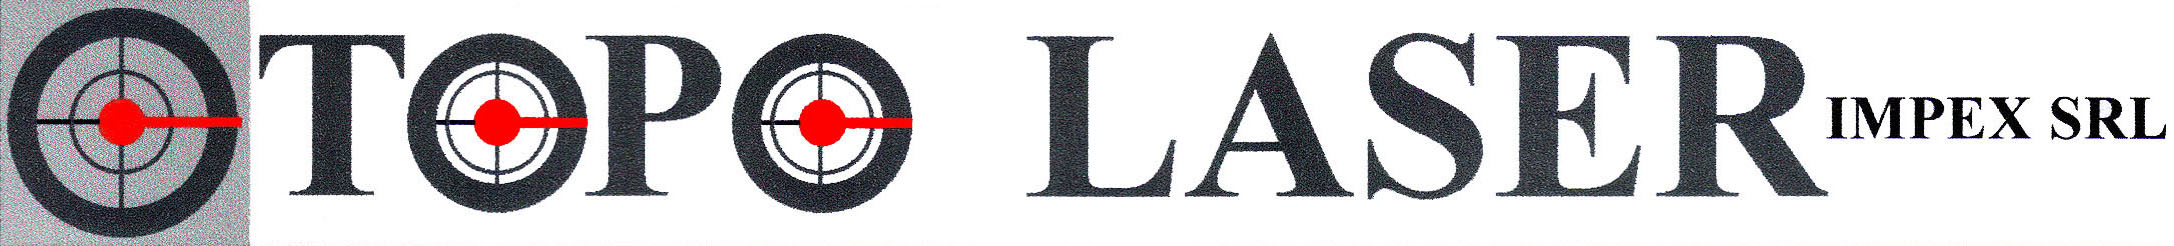 TOPO LASER IMPEX SRL